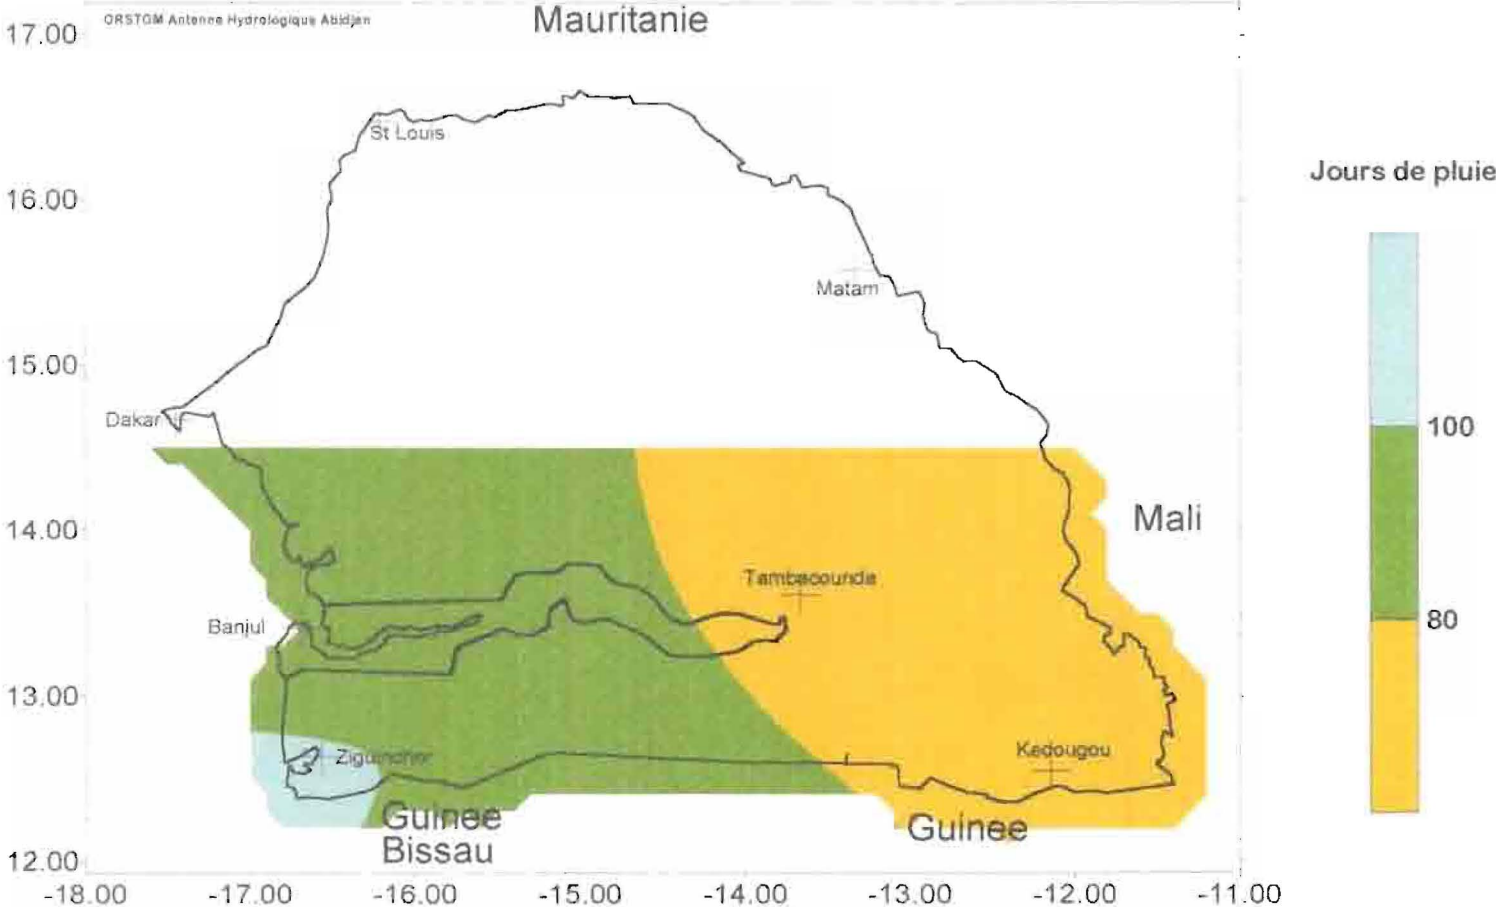 Mauritanie
ORSTOM Antenne Hydrologique Abidjan
17.00
St Louis
Jours de pluie
16.00
Matam
15.00
Dakar
100
Mali
14.00
Tambacounda
80
Banjul
13.00
Ziguinchor
Kedougou
Guinee
Bissau
Guinee
12.00
-18.00 -17.00 -16.00 -15.00 -14.00 -13.00 -12.00 -11.00